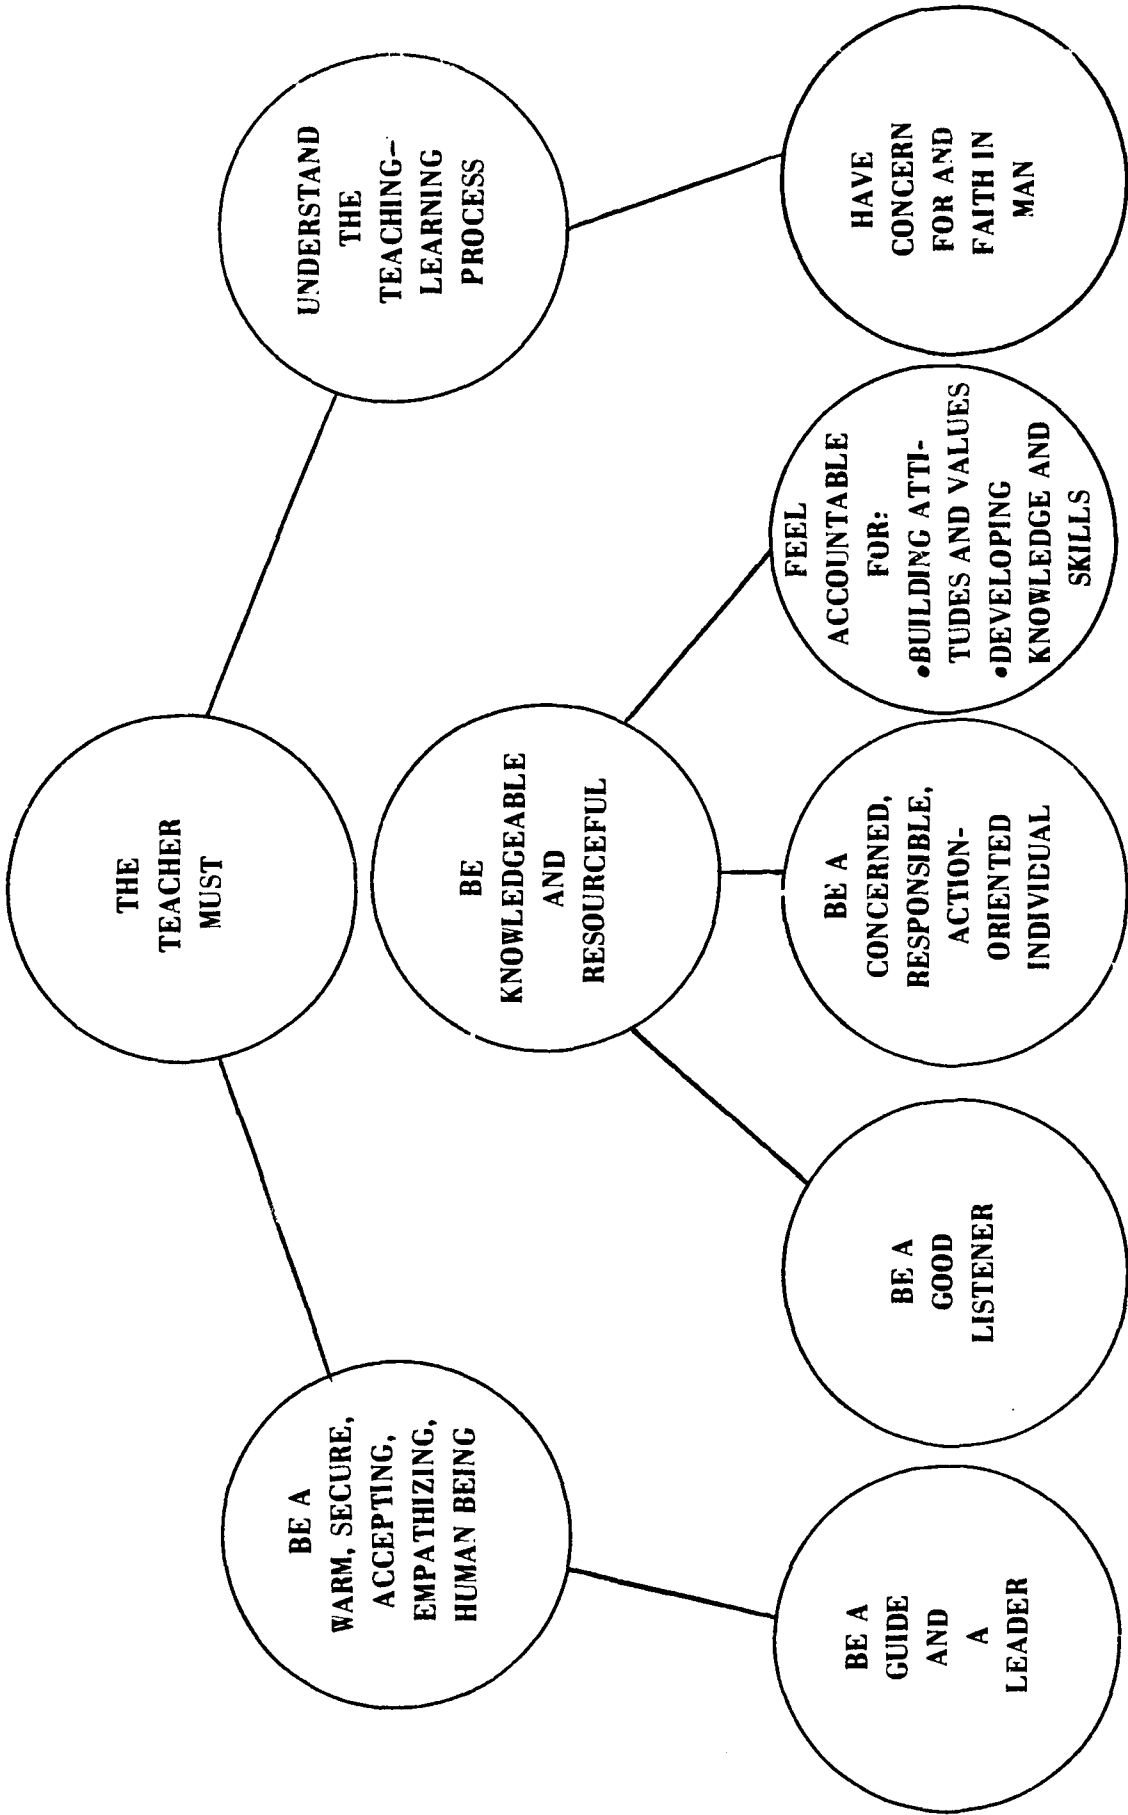 THE
TEACHER
MUST
BE A
WARM, SECURE,
ACCEPTING,
EMPATHIZING,
HUMAN BEING
BE
KNOWLEDGEABLE
AND
RESOURCEFUL
UNDERSTAND
THE
TEACHING-
LEARNING
PROCESS
BE A
GUIDE
AND
A
LEADER
BE A
GOOD
LISTENER
BE A
CONCERNED,
RESPONSIBLE,
ACTION-
ORIENTED
INDIVIDUAL
FEEL
ACCOUNTABLE
FOR:
•BUILDING ATTI-
TUDES AND VALUES
•DEVELOPING
KNOWLEDGE AND
SKILLS
HAVE
CONCERN
FOR AND
FAITH IN
MAN